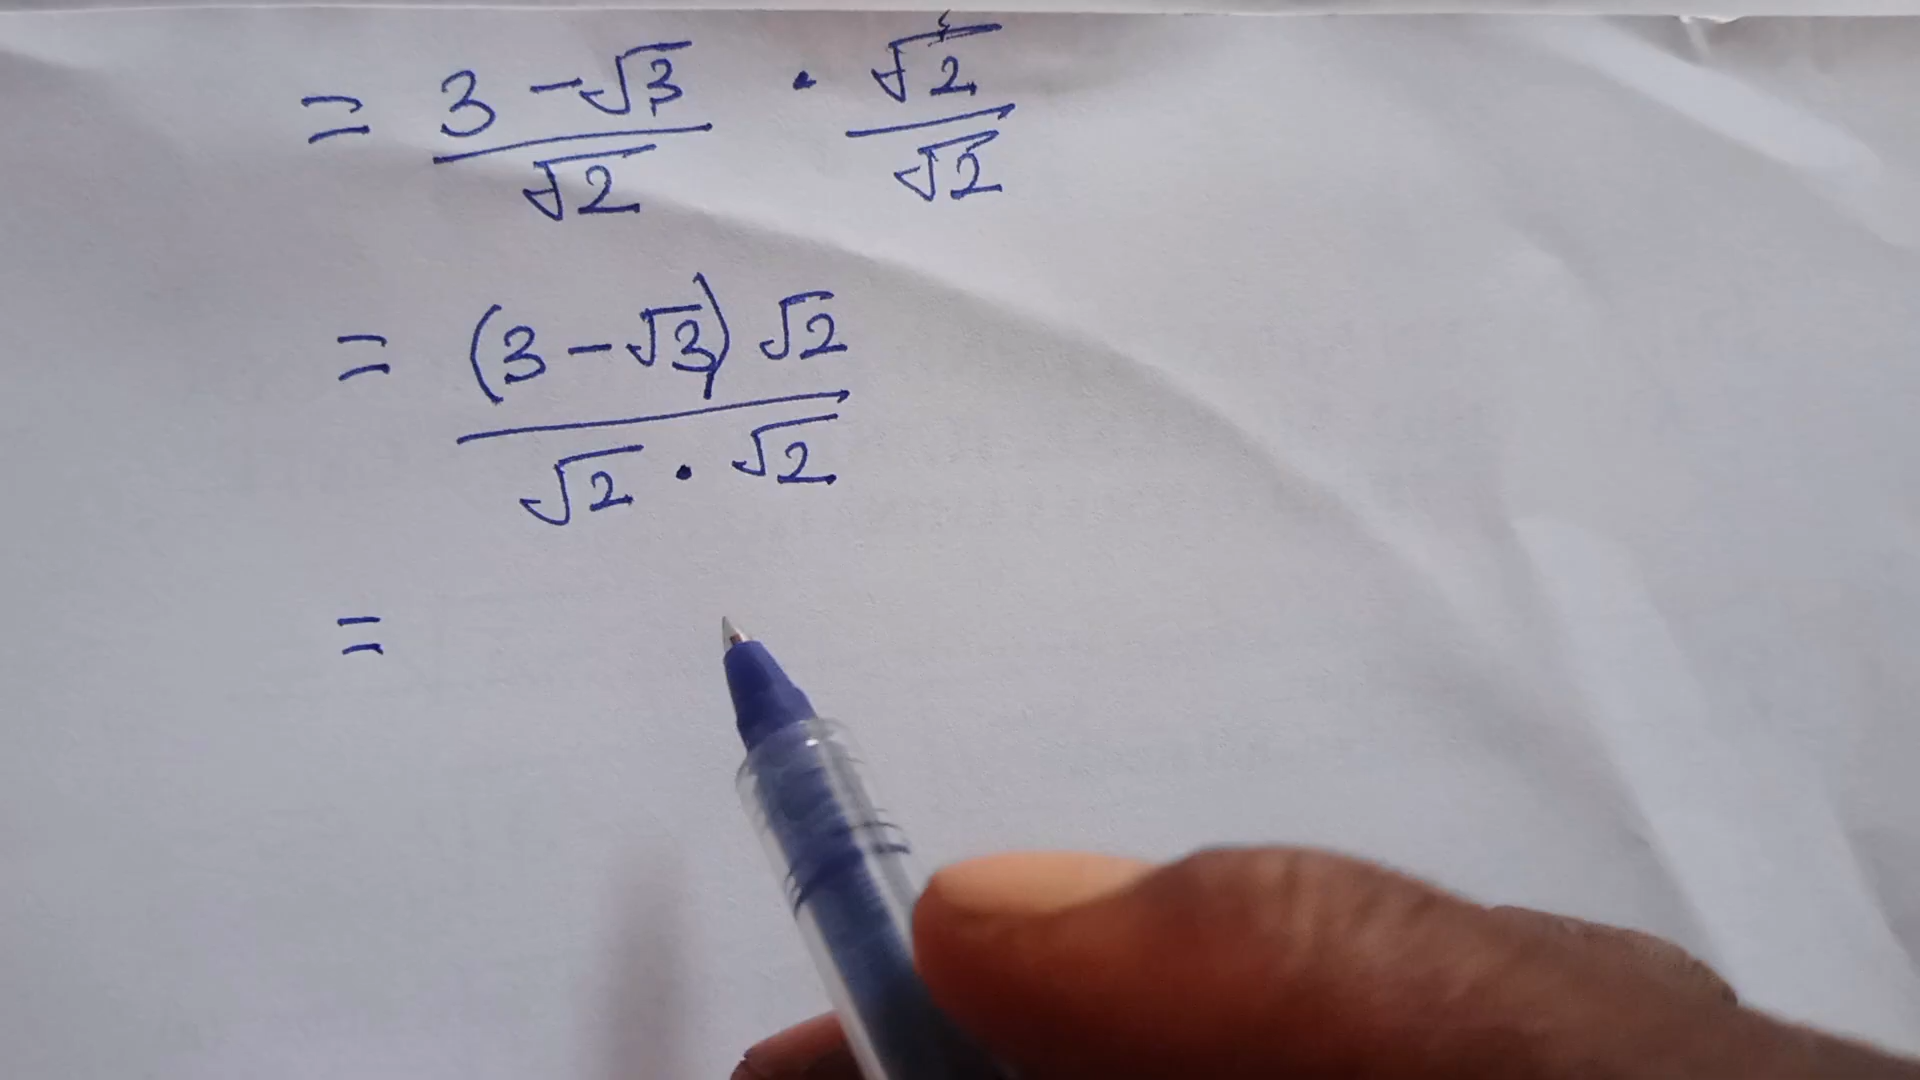 = (3 - √3)/√2 · √2/√2
= ((3 - √3) √2)/(√2 · √2)
=